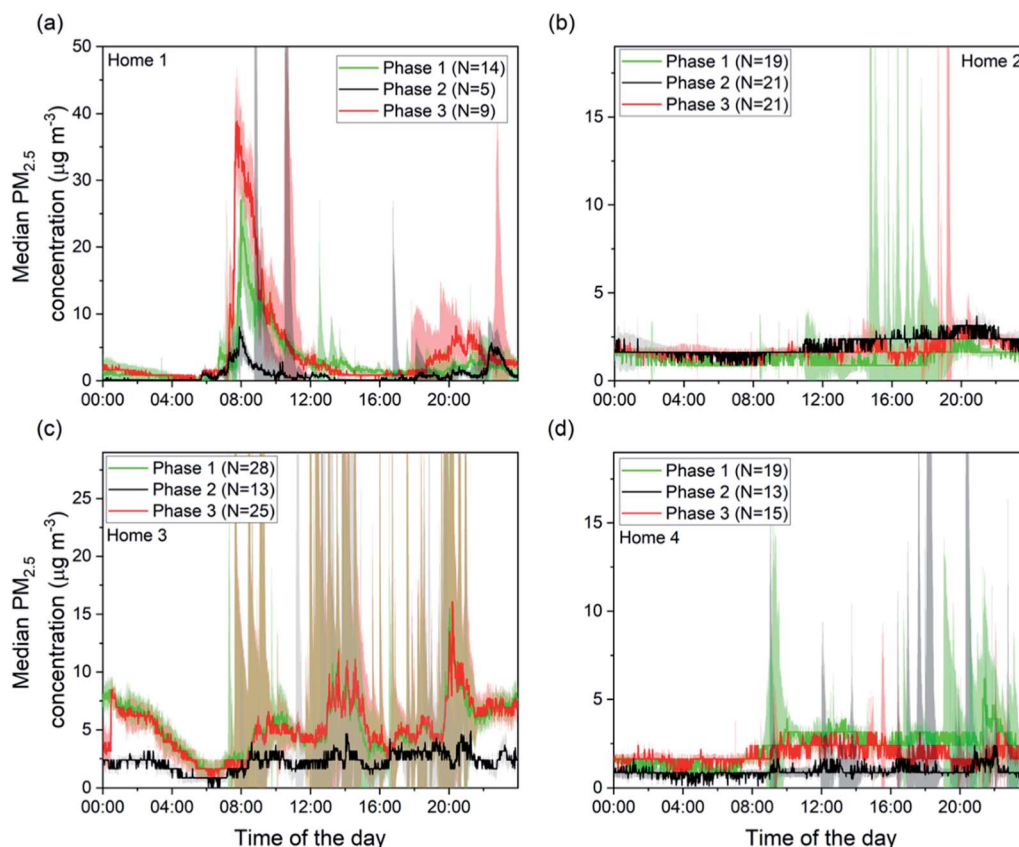 (a)
Median PM2.5
concentration (µg m-3)
50
40
30
20
10
0
Home 1
Phase 1 (N=14)
Phase 2 (N=5)
Phase 3 (N=9)
00:00 04:00 08:00 12:00 16:00 20:00
(b)
15
10
5
0
Phase 1 (N=19)
Phase 2 (N=21)
Phase 3 (N=21)
Home 2
00:00 04:00 08:00 12:00 16:00 20:00
(c)
Median PM2.5
concentration (µg m-3)
25
20
15
10
5
0
Phase 1 (N=28)
Phase 2 (N=13)
Phase 3 (N=25)
Home 3
00:00 04:00 08:00 12:00 16:00 20:00
Time of the day
(d)
15
10
5
0
Phase 1 (N=19)
Phase 2 (N=13)
Phase 3 (N=15)
Home 4
00:00 04:00 08:00 12:00 16:00 20:00
Time of the day